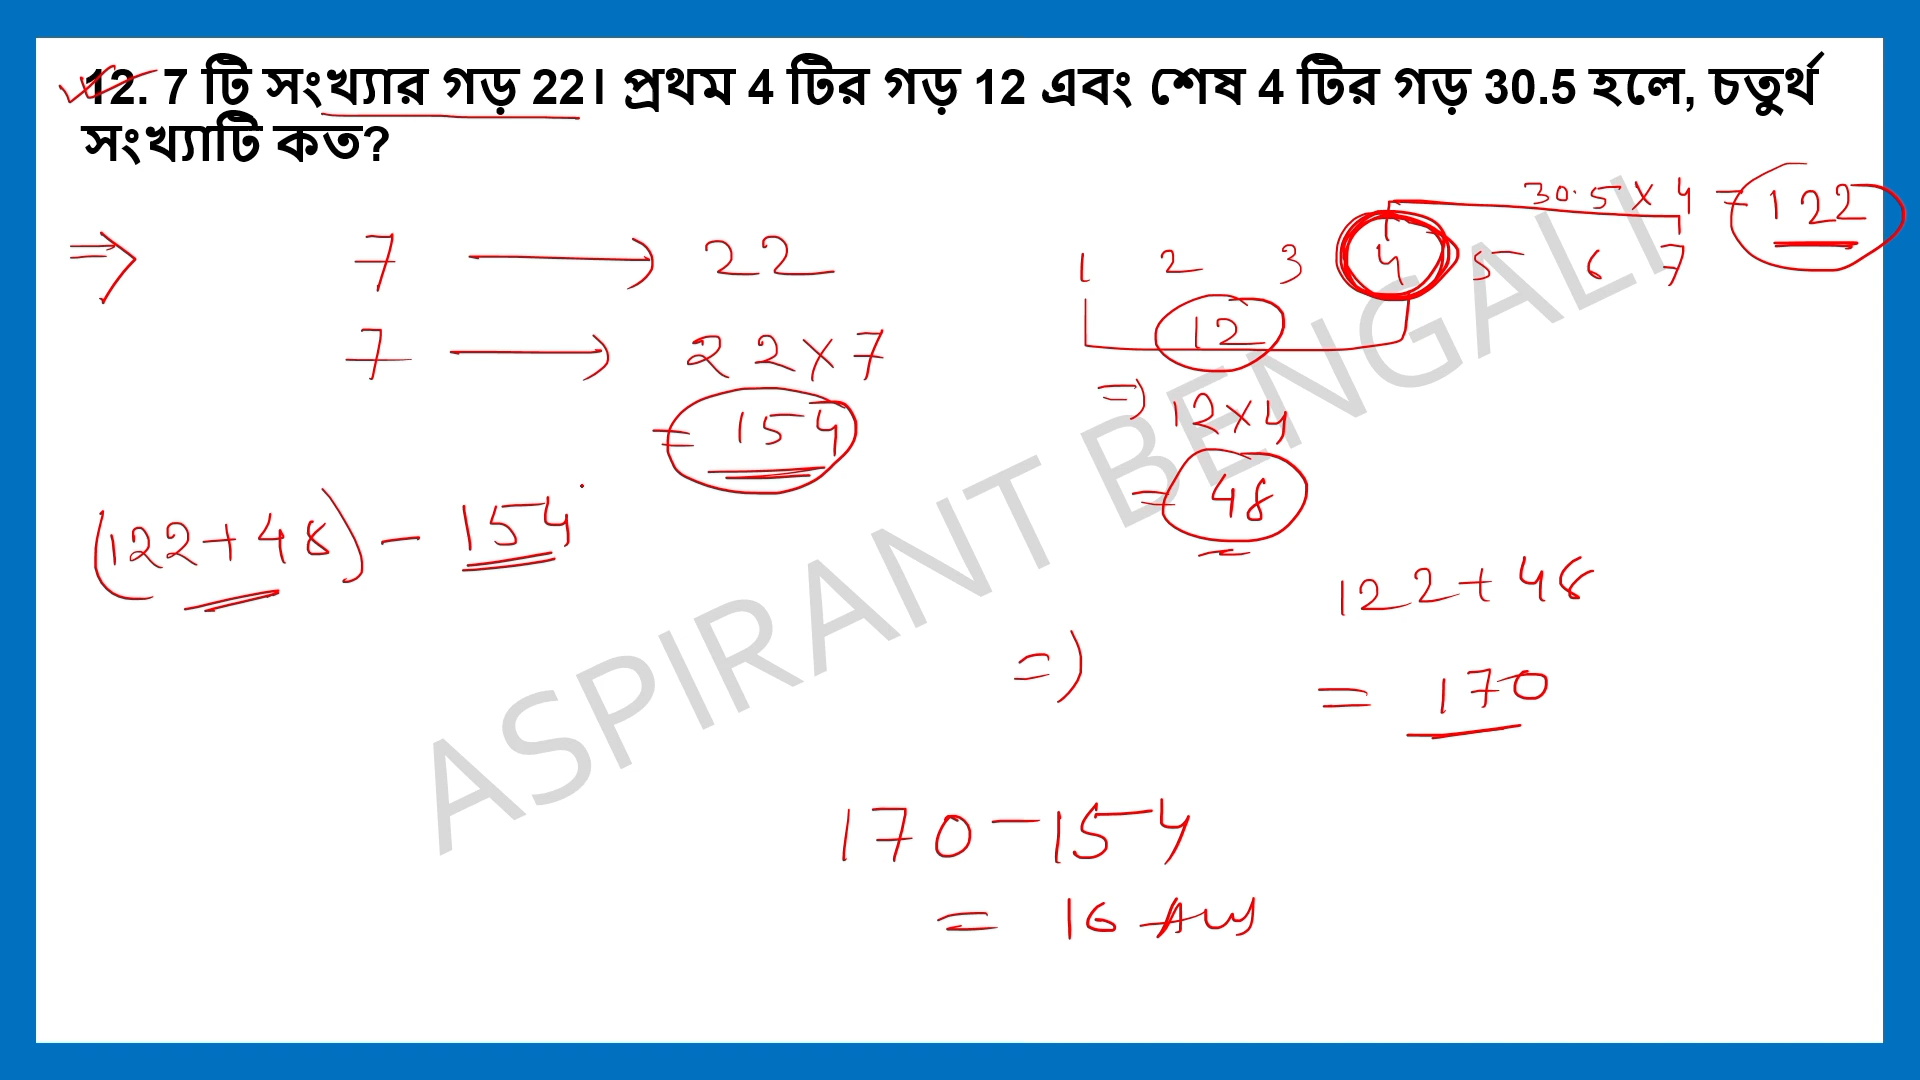 12. 7 টি সংখ্যার গড় 22। প্রথম 4 টির গড় 12 এবং শেষ 4 টির গড় 30.5 হলে, চতুর্থ
সংখ্যাটি কত?
30.5 × 4 = 122
⇒ 7 → 22
1 2 3 4 5 6 7
12
7 → 22 × 7
= 154
⇒ 12 × 4
= 48
(122 + 48) - 154
122 + 48
⇒ = 170
170 - 154
= 16 Ans
ASPIRANT BENGALI